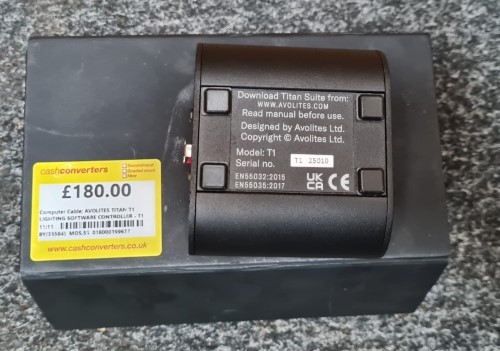 Download Titan Suite from:
WWW.AVOLITES.COM
Read manual before use.
Designed by Avolites Ltd.
Copyright © Avolites Ltd.
Model: T1
Serial no. T1 25010
EN55032:2015
EN55035:2017
UK
CA CE
cashconverters
£180.00
Computer Cable: AVOLITES TITAN T1
LIGHTING SOFTWARE CONTROLLER - T1
11:11
www.cashconverters.co.uk